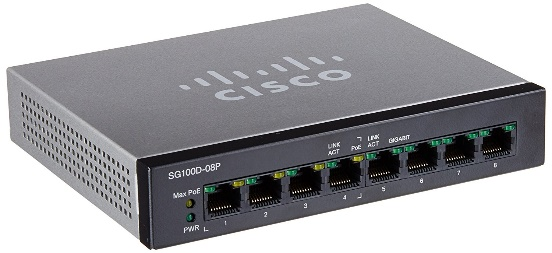 CISCO
SG100D-08P
LINK ACT PoE LINK ACT GIGABIT
Max PoE
PWR
1 2 3 4 5 6 7 8